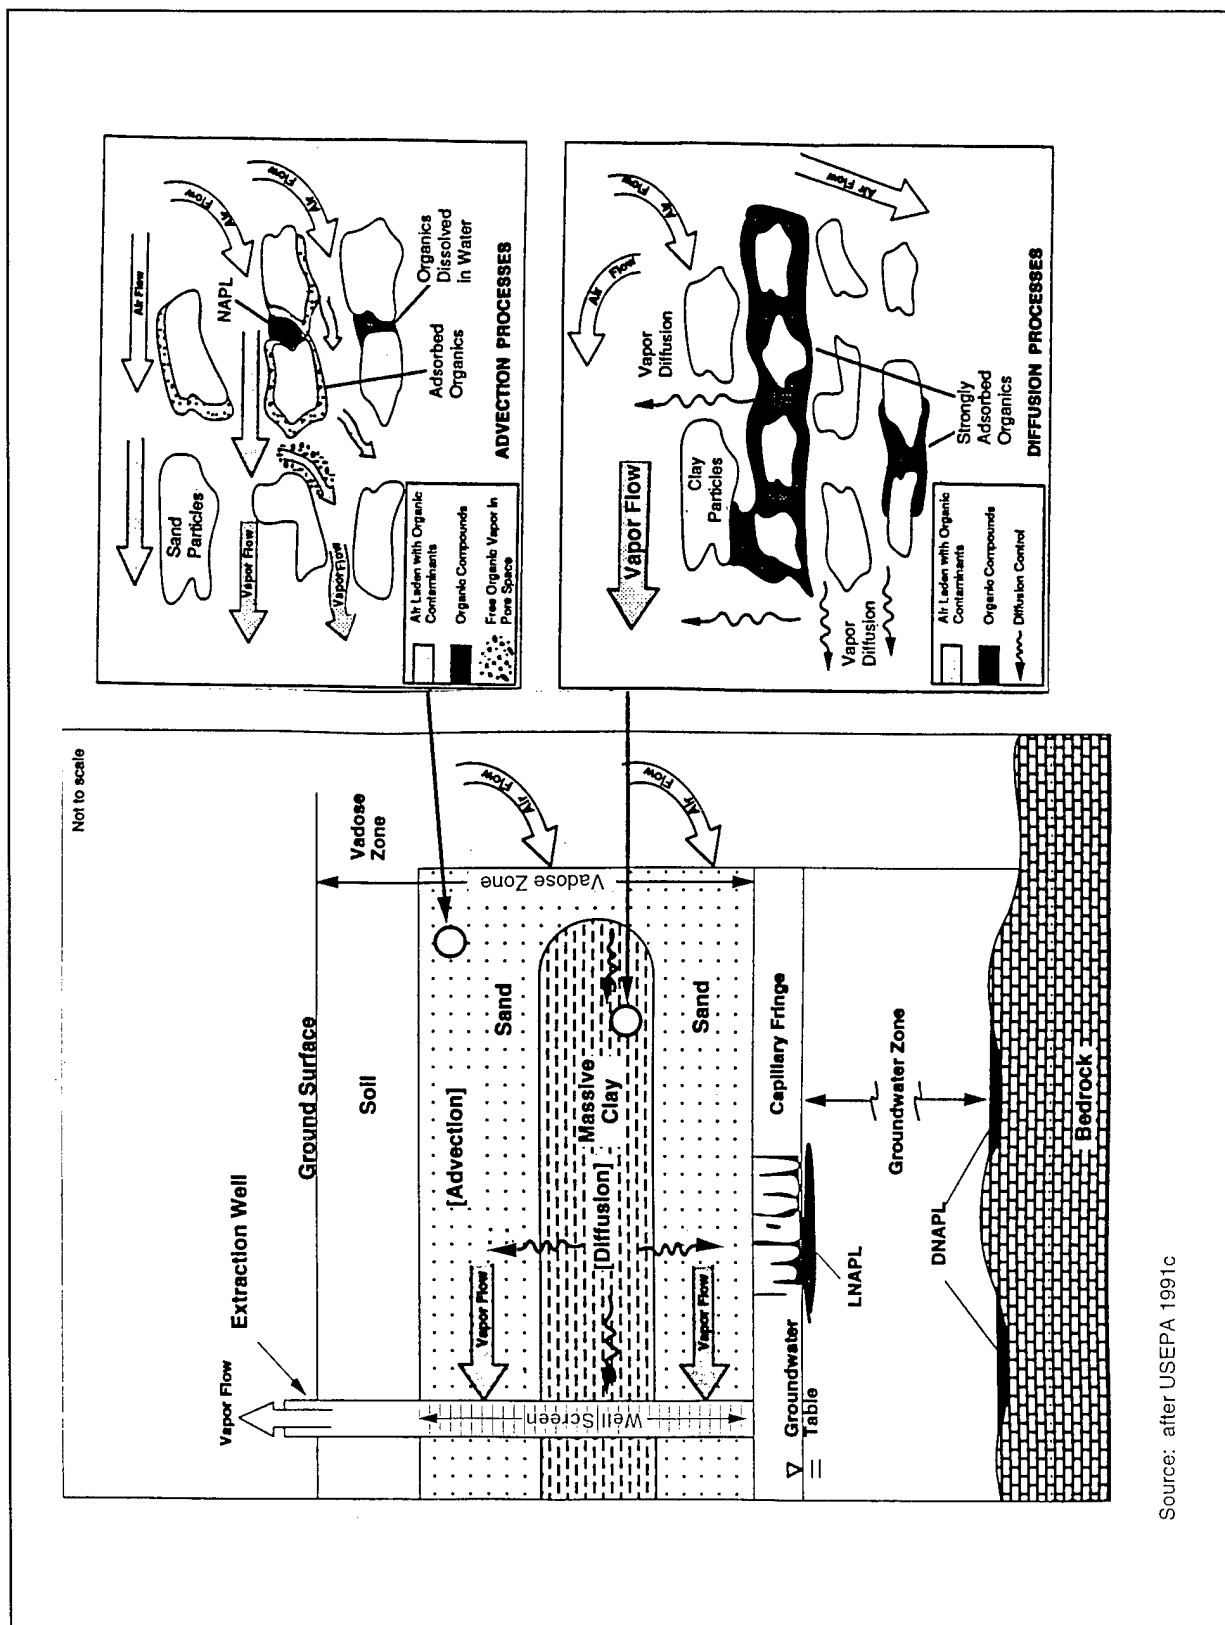 Not to scale
Vapor Flow
Extraction Well
Ground Surface
Soil
Vadose
Zone
[Advection]
Sand
Vapor Flow
Air Flow
Well Screen
Vadose Zone
Massive
Clay
[Diffusion]
Sand
Vapor Flow
Air Flow
Capillary Fringe
Groundwater
Table
LNAPL
Groundwater Zone
DNAPL
Bedrock
Air Flow
Air Flow
Air Flow
Sand
Particles
NAPL
Vapor Flow
Vapor Flow
Adsorbed
Organics
Organics
Dissolved
in Water
Air Laden with Organic
Contaminants
Organic Compounds
Free Organic Vapor In
Pore Space
ADVECTION PROCESSES
Air Flow
Air Flow
Air Flow
Vapor
Diffusion
Vapor Flow
Clay
Particles
Vapor
Diffusion
Strongly
Adsorbed
Organics
Air Laden with Organic
Contaminants
Organic Compounds
Diffusion Control
DIFFUSION PROCESSES
Source: after USEPA 1991c